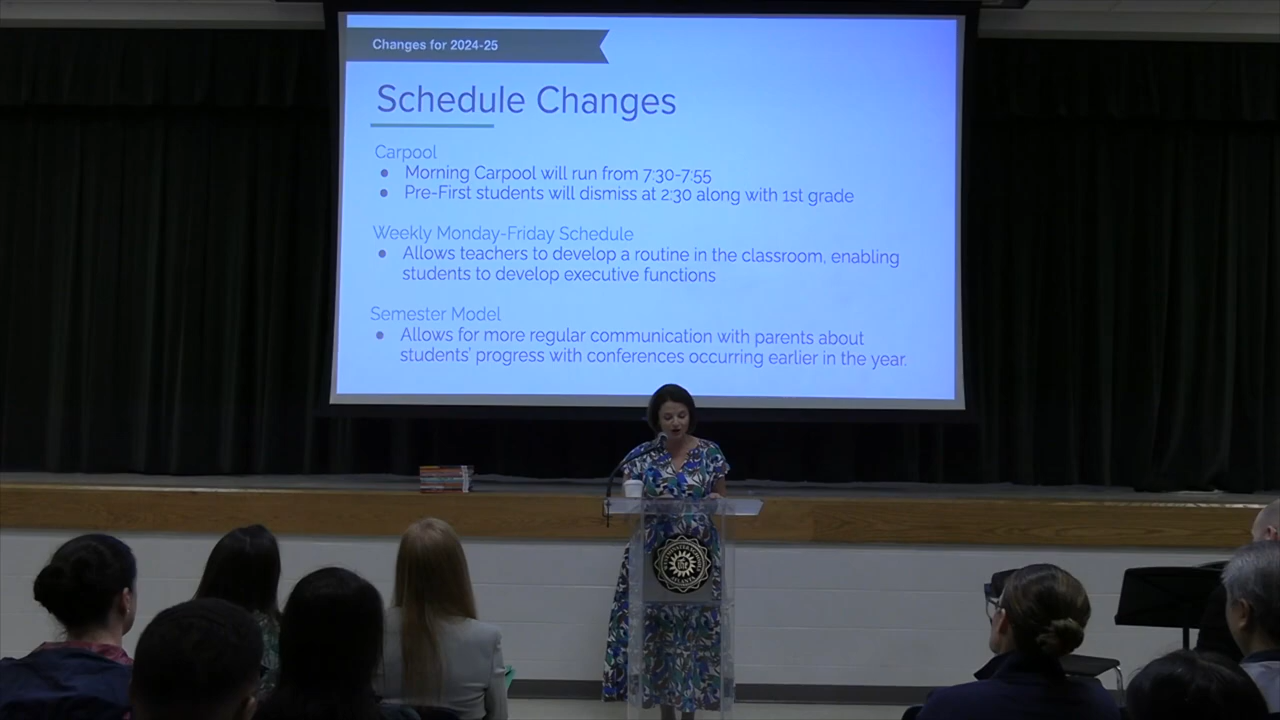 Changes for 2024-25
Schedule Changes
Carpool
● Morning Carpool will run from 7:30-7:55
● Pre-First students will dismiss at 2:30 along with 1st grade
Weekly Monday-Friday Schedule
● Allows teachers to develop a routine in the classroom, enabling
students to develop executive functions
Semester Model
● Allows for more regular communication with parents about
students' progress with conferences occurring earlier in the year.
the
ATLANTA